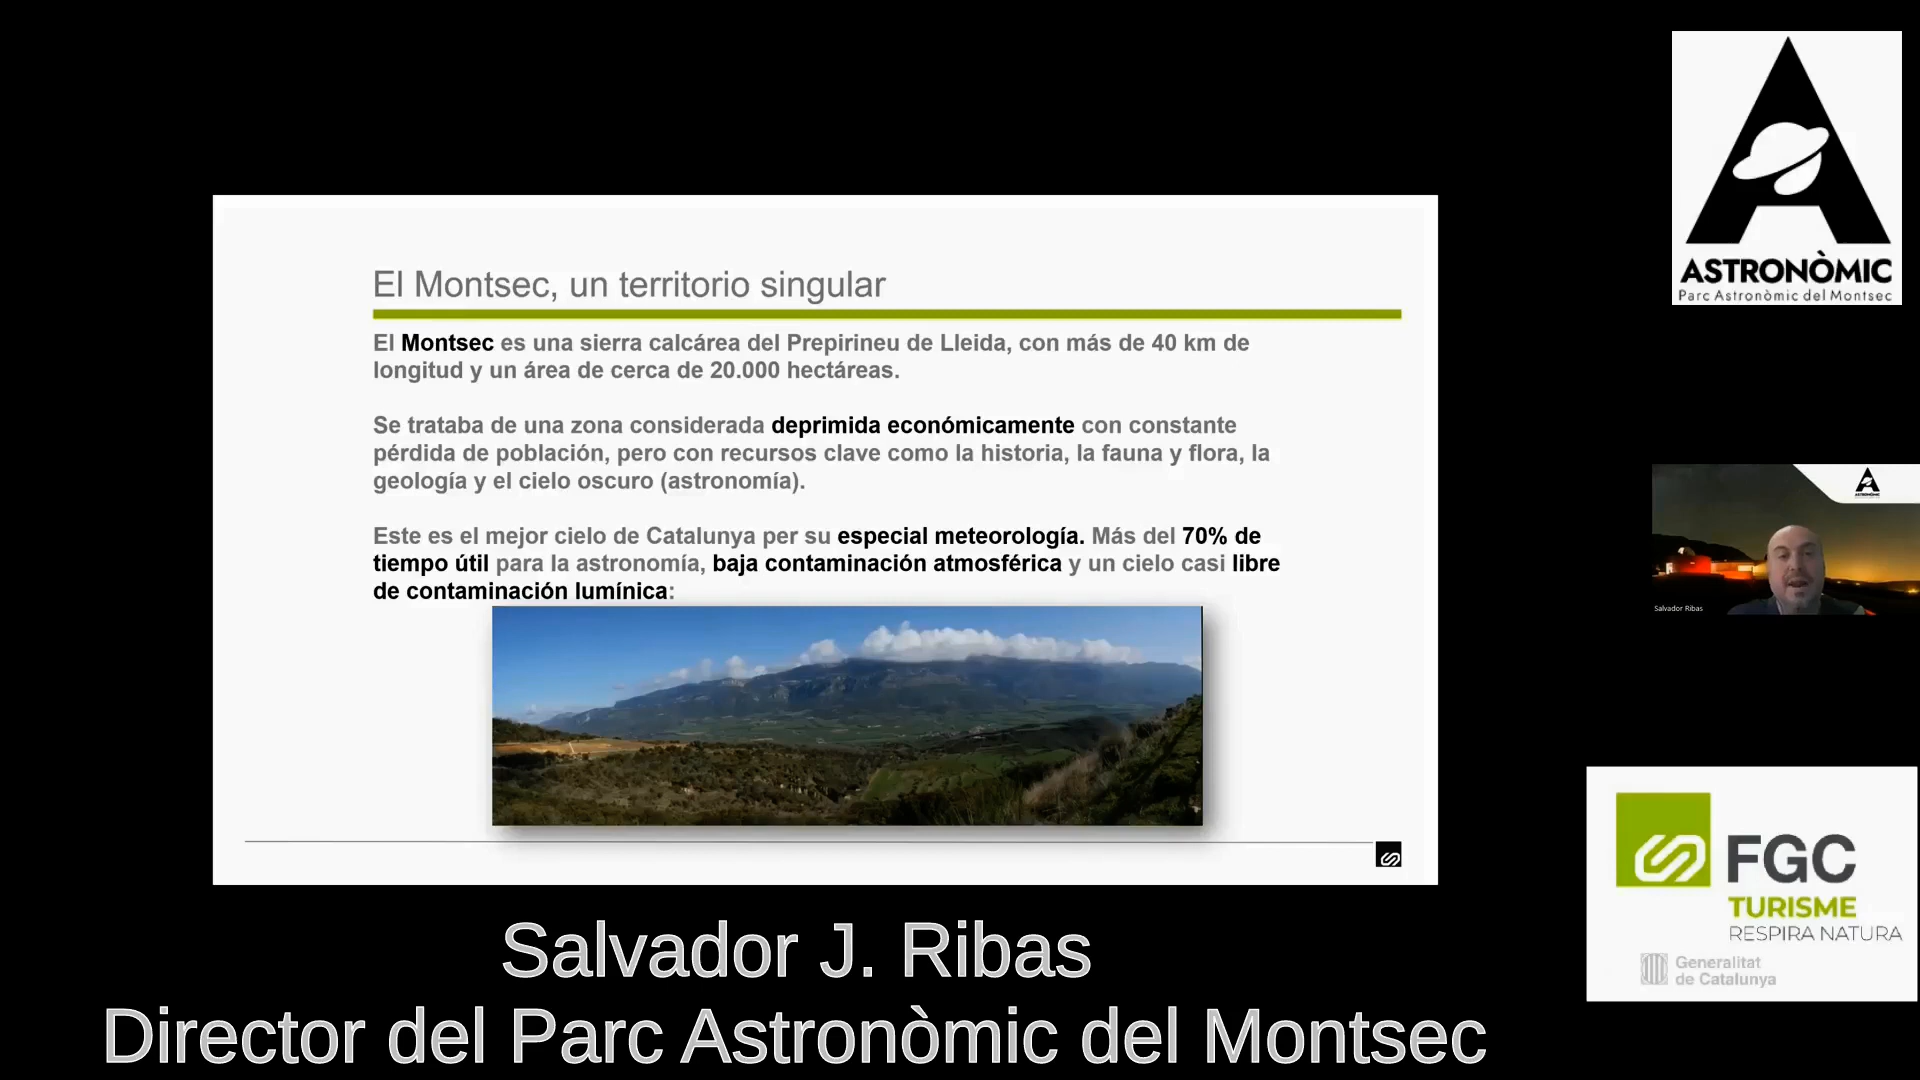 El Montsec, un territorio singular
El Montsec es una sierra calcárea del Prepirineu de Lleida, con más de 40 km de
longitud y un área de cerca de 20.000 hectáreas.
Se trataba de una zona considerada deprimida económicamente con constante
pérdida de población, pero con recursos clave como la historia, la fauna y flora, la
geología y el cielo oscuro (astronomía).
Este es el mejor cielo de Catalunya per su especial meteorología. Más del 70% de
tiempo útil para la astronomía, baja contaminación atmosférica y un cielo casi libre
de contaminación lumínica:
Salvador J. Ribas
Director del Parc Astronòmic del Montsec
ASTRONÒMIC
Parc Astronòmic del Montsec
Salvador Ribas
FGC
TURISME
RESPIRA NATURA
Generalitat
de Catalunya